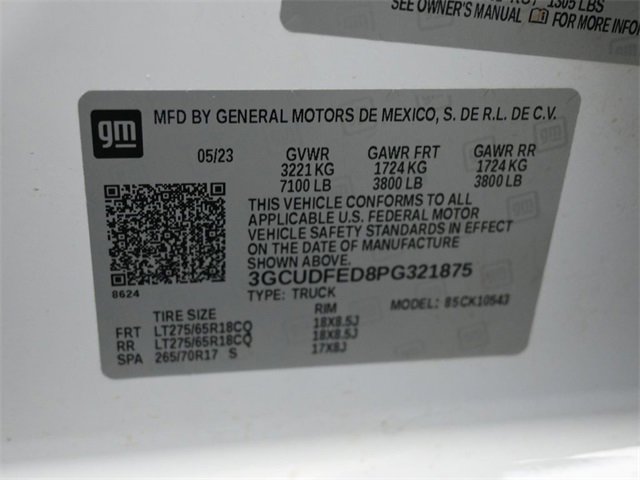 1305 LBS
SEE OWNER'S MANUAL FOR MORE INFO
gm
MFD BY GENERAL MOTORS DE MEXICO, S. DE R.L. DE C.V.
05/23 GVWR GAWR FRT GAWR RR
3221 KG 1724 KG 1724 KG
7100 LB 3800 LB 3800 LB
THIS VEHICLE CONFORMS TO ALL
APPLICABLE U.S. FEDERAL MOTOR
VEHICLE SAFETY STANDARDS IN EFFECT
ON THE DATE OF MANUFACTURE
SHOWN ABOVE.
3GCUDFED8PG321875
8624
TYPE: TRUCK MODEL: 85CK10543
TIRE SIZE RIM
FRT LT275/65R18CQ 18X8.5J
RR LT275/65R18CQ 18X8.5J
SPA 265/70R17 S 17X8J